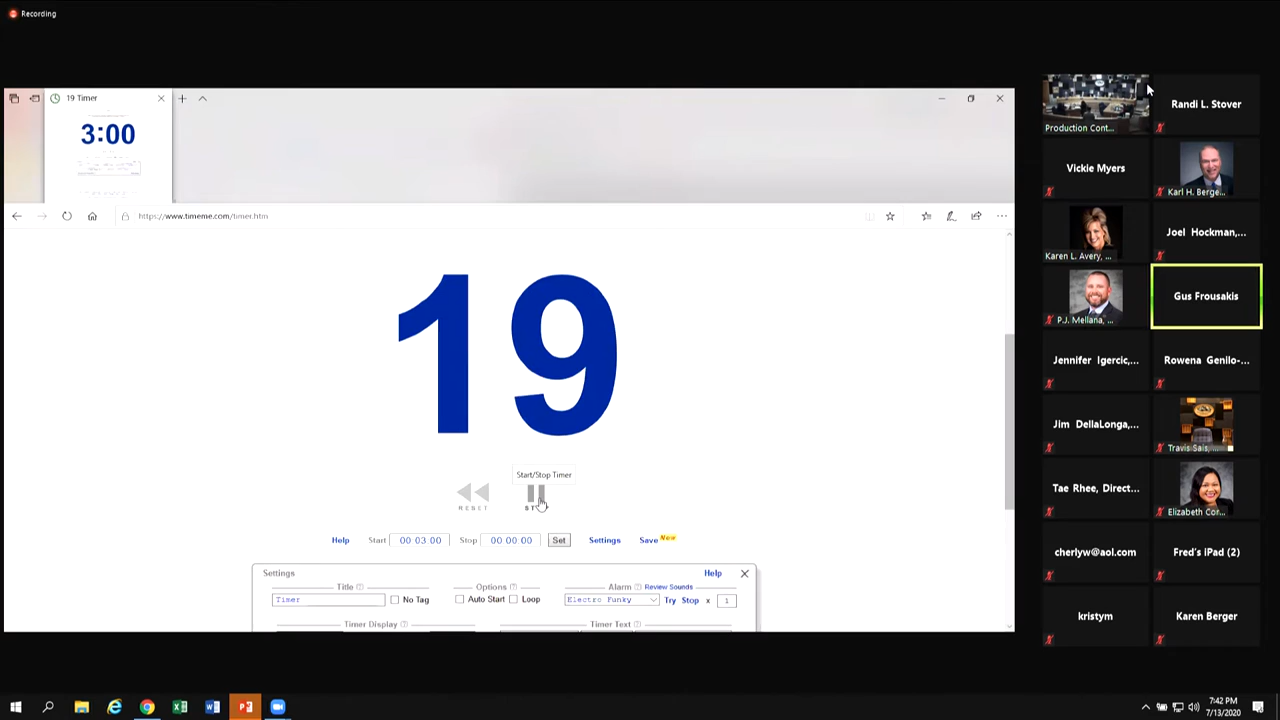 Recording
19 Timer
3:00
https://www.timeme.com/timer.htm
19
Start/Stop Timer
RESET
Help Start 00:03:00 Stop 00:00:00 Set Settings Save New
Settings Help
Title Options Alarm Review Sounds
Timer No Tag Auto Start Loop Electro Funky Try Stop x 1
Timer Display Timer Text
Production Cont...
Randi L. Stover
Vickie Myers
Karl H. Berge...
Karen L. Avery, ...
Joel Hockman,...
P.J. Mellana, ...
Gus Frousakis
Jennifer Igercic,...
Rowena Genilo-...
Jim DellaLonga,...
Travis Sais, ...
Tae Rhee, Direct...
Elizabeth Cor...
cherlyw@aol.com
Fred's iPad (2)
kristym
Karen Berger
7:42 PM
7/13/2020